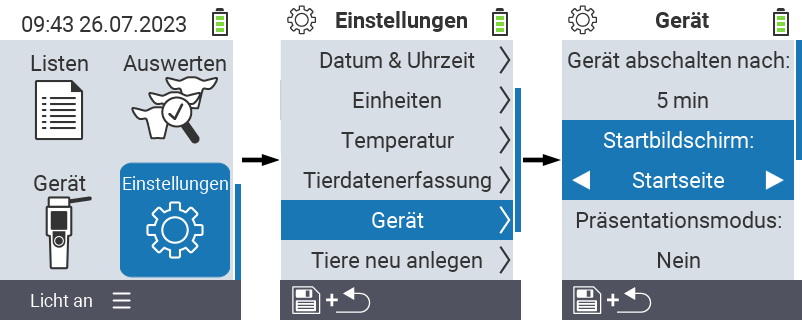 09:43 26.07.2023
Listen
Auswerten
Gerät
Einstellungen
Licht an
Einstellungen
Datum & Uhrzeit
Einheiten
Temperatur
Tierdatenerfassung
Gerät
Tiere neu anlegen
+
Gerät
Gerät abschalten nach:
5 min
Startbildschirm:
Startseite
Präsentationsmodus:
Nein
+